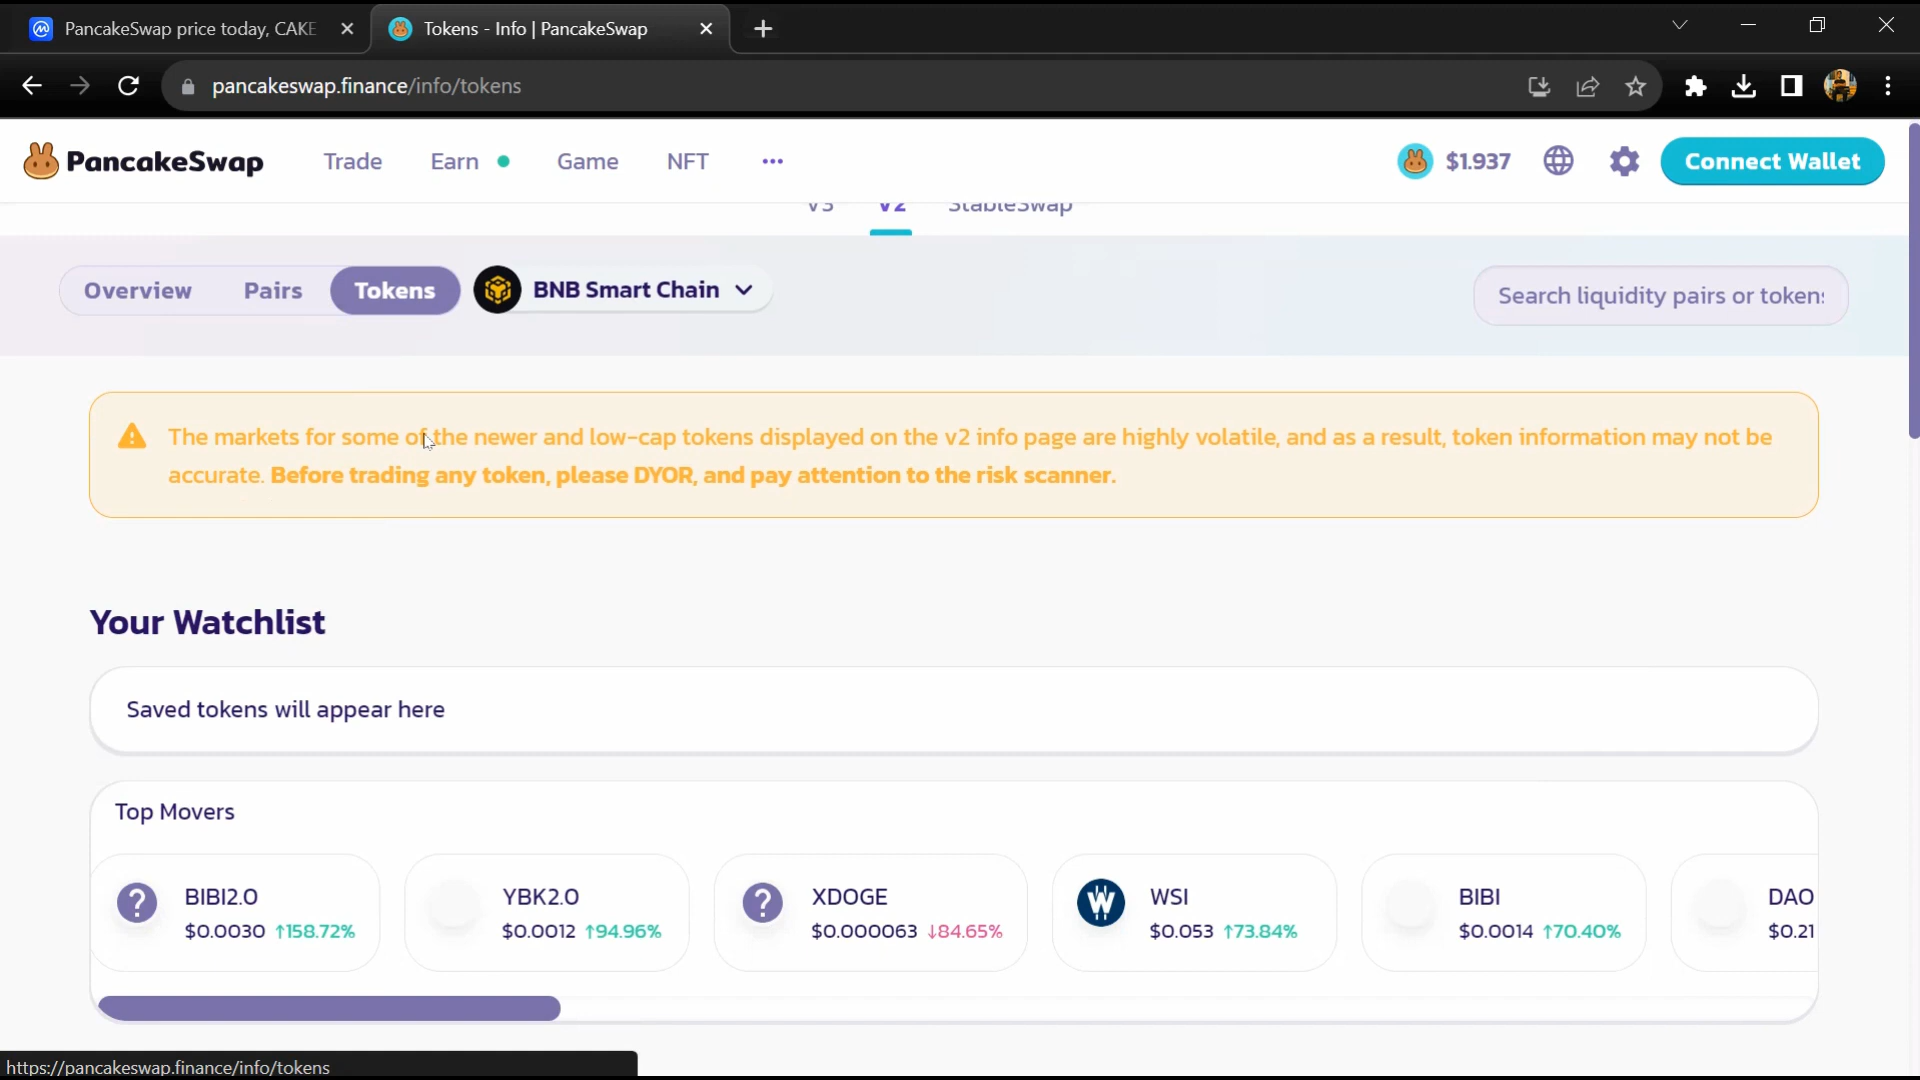 PancakeSwap price today, CAKE
Tokens - Info | PancakeSwap
pancakeswap.finance/info/tokens
PancakeSwap
Trade
Earn
Game
NFT
$1.937
Connect Wallet
V3
V2
StableSwap
Overview
Pairs
Tokens
BNB Smart Chain
Search liquidity pairs or token
The markets for some of the newer and low-cap tokens displayed on the v2 info page are highly volatile, and as a result, token information may not be
accurate. Before trading any token, please DYOR, and pay attention to the risk scanner.
Your Watchlist
Saved tokens will appear here
Top Movers
BIBI2.0
$0.0030 ↑158.72%
YBK2.0
$0.0012 ↑94.96%
XDOGE
$0.000063 ↓84.65%
WSI
$0.053 ↑73.84%
BIBI
$0.0014 ↑70.40%
DAO
$0.21
https://pancakeswap.finance/info/tokens